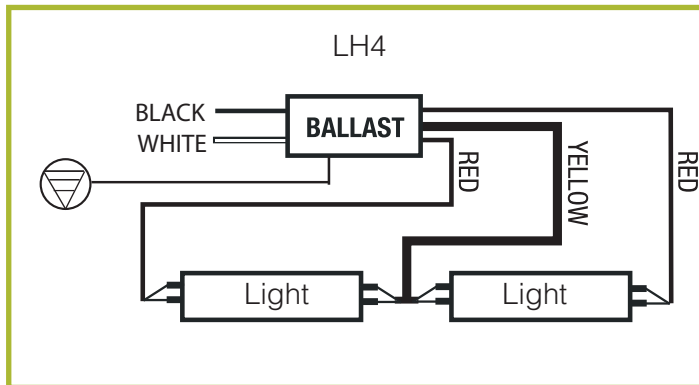 LH4
BLACK
WHITE
BALLAST
RED
YELLOW
RED
Light
Light